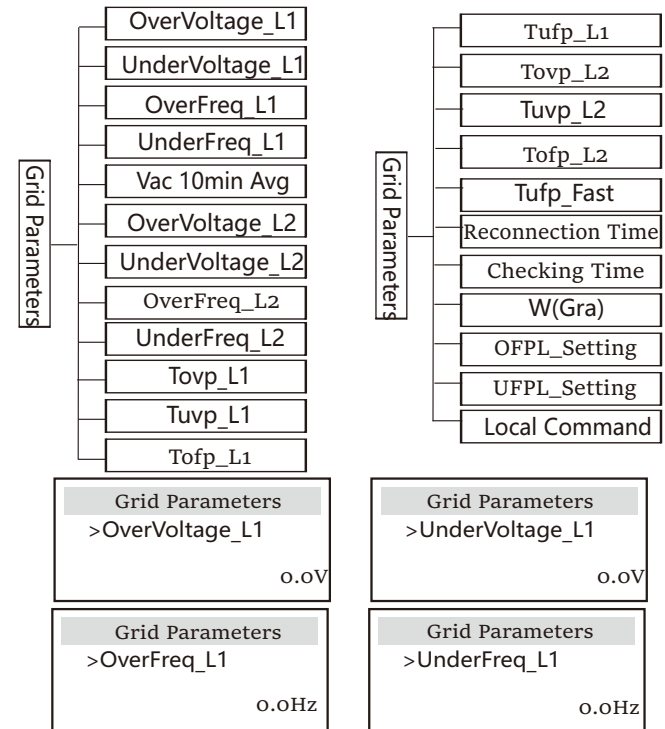 Grid Parameters
OverVoltage_L1
UnderVoltage_L1
OverFreq_L1
UnderFreq_L1
Vac 10min Avg
OverVoltage_L2
UnderVoltage_L2
OverFreq_L2
UnderFreq_L2
Tovp_L1
Tuvp_L1
Tofp_L1
Grid Parameters
Tufp_L1
Tovp_L2
Tuvp_L2
Tofp_L2
Tufp_Fast
Reconnection Time
Checking Time
W(Gra)
OFPL_Setting
UFPL_Setting
Local Command
Grid Parameters
>OverVoltage_L1
0.0V
Grid Parameters
>UnderVoltage_L1
0.0V
Grid Parameters
>OverFreq_L1
0.0Hz
Grid Parameters
>UnderFreq_L1
0.0Hz